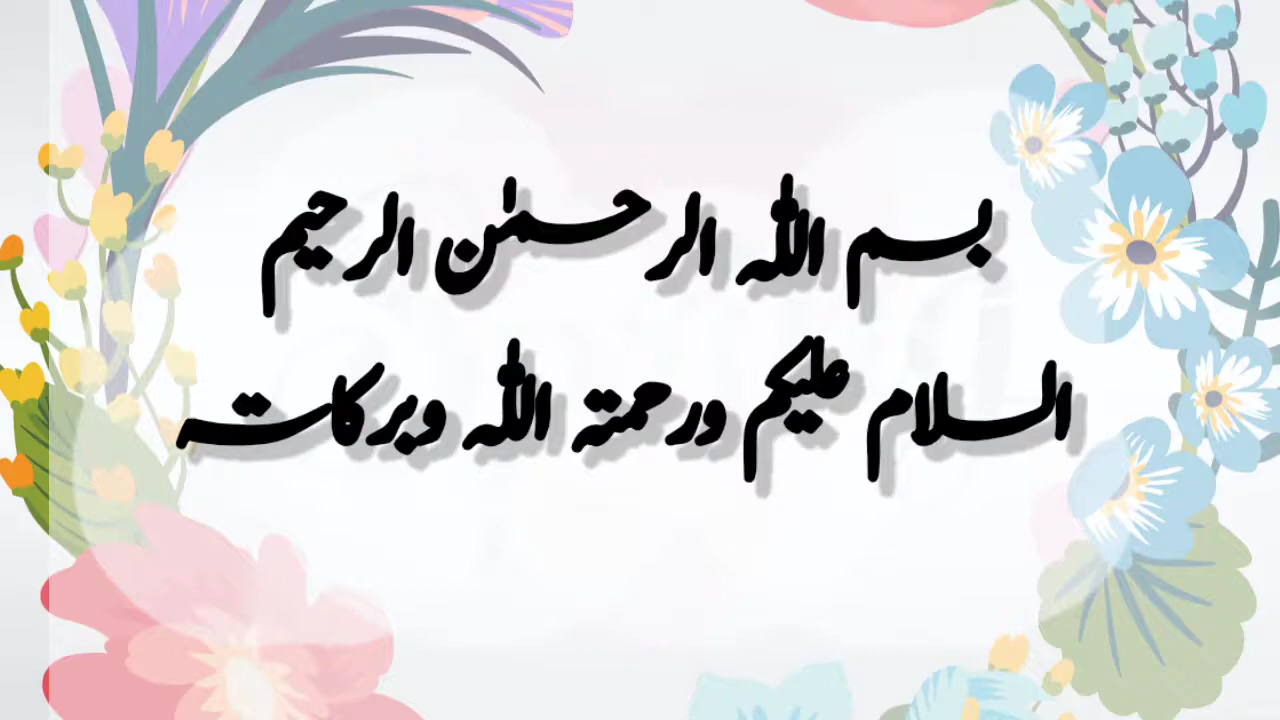 بسم اللہ الرحمٰن الرحیم
السلام علیکم ورحمتہ اللہ وبرکاتہ